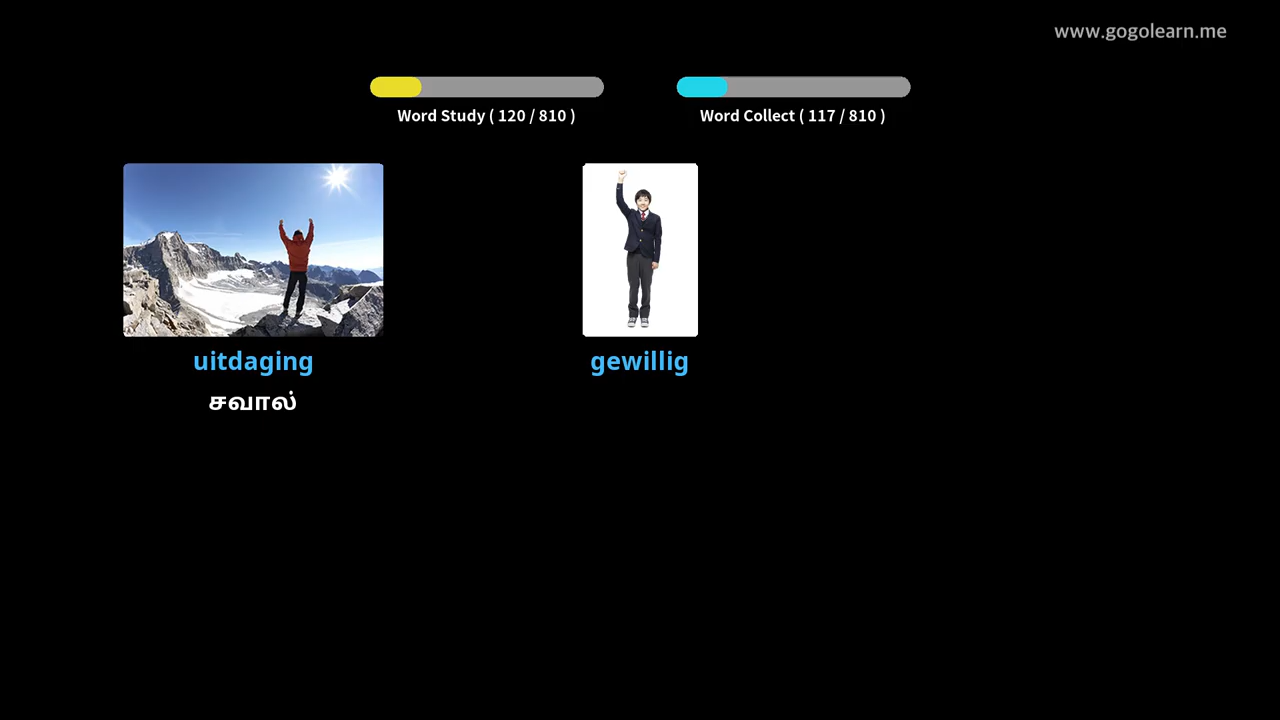 www.gogolearn.me
Word Study ( 120 / 810 )
Word Collect ( 117 / 810 )
uitdaging
gewillig
சவால்